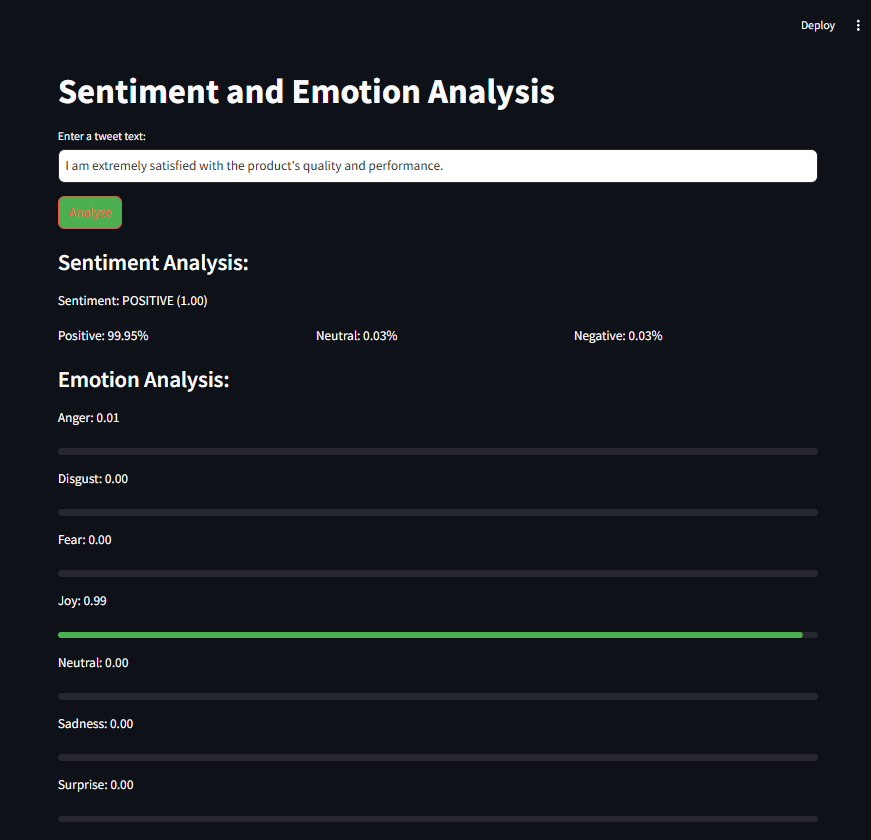 Deploy
Sentiment and Emotion Analysis
Enter a tweet text:
I am extremely satisfied with the product's quality and performance.
Analyze
Sentiment Analysis:
Sentiment: POSITIVE (1.00)
Positive: 99.95% Neutral: 0.03% Negative: 0.03%
Emotion Analysis:
Anger: 0.01
Disgust: 0.00
Fear: 0.00
Joy: 0.99
Neutral: 0.00
Sadness: 0.00
Surprise: 0.00